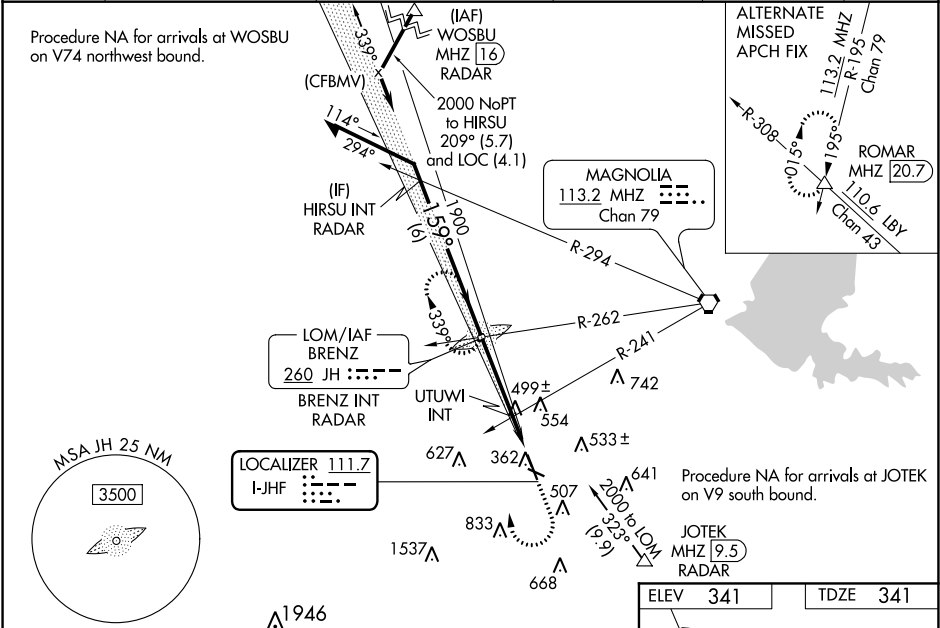 Procedure NA for arrivals at WOSBU
on V74 northwest bound.
339°
(CFBMV)
(IAF)
WOSBU
MHZ 16
RADAR
2000 NoPT
to HIRSU
209° (5.7)
and LOC (4.1)
114°
294°
(IF)
HIRSU INT
RADAR
159°
(6)
1900
ALTERNATE
MISSED
APCH FIX
113.2 MHZ
R-195
Chan 79
R-308
015°
195°
ROMAR
MHZ 20.7
110.6 LBY
Chan 43
MAGNOLIA
113.2 MHZ
Chan 79
R-294
R-262
R-241
339°
LOM/IAF
BRENZ
260 JH
BRENZ INT
RADAR
UTUWI
INT
499±
554
742
533±
627
362
641
507
833
1537
668
1946
LOCALIZER 111.7
I-JHF
MSA JH 25 NM
3500
Procedure NA for arrivals at JOTEK
on V9 south bound.
2000 to LOM
323°
(9.9)
JOTEK
MHZ 9.5
RADAR
ELEV 341
TDZE 341